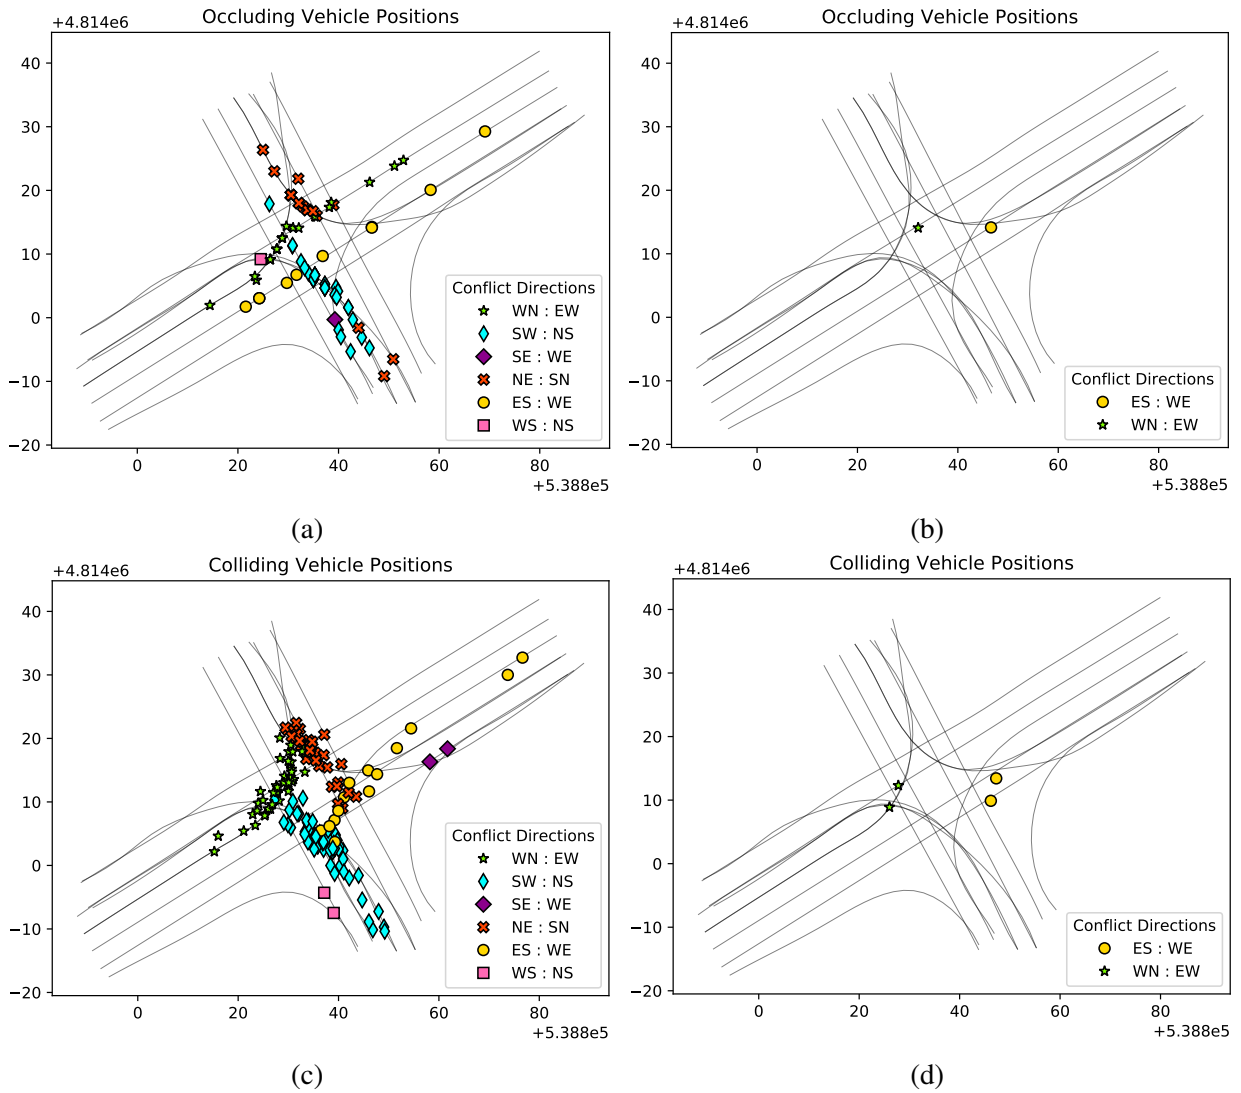 Occluding Vehicle Positions
+4.814e6
40
30
20
10
0
−10
−20
0 20 40 60 80
+5.388e5
Conflict Directions
WN : EW
SW : NS
SE : WE
NE : SN
ES : WE
WS : NS
(a)
Occluding Vehicle Positions
+4.814e6
40
30
20
10
0
−10
−20
0 20 40 60 80
+5.388e5
Conflict Directions
ES : WE
WN : EW
(b)
Colliding Vehicle Positions
+4.814e6
40
30
20
10
0
−10
−20
0 20 40 60 80
+5.388e5
Conflict Directions
WN : EW
SW : NS
SE : WE
NE : SN
ES : WE
WS : NS
(c)
Colliding Vehicle Positions
+4.814e6
40
30
20
10
0
−10
−20
0 20 40 60 80
+5.388e5
Conflict Directions
ES : WE
WN : EW
(d)